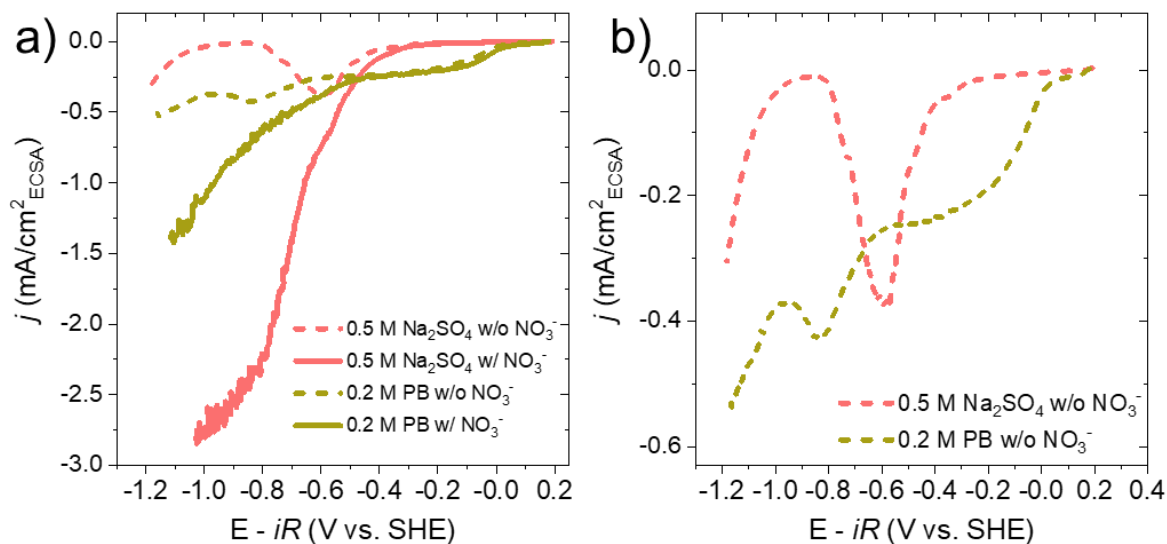 a)
0.0
-0.5
-1.0
-1.5
-2.0
-2.5
-3.0
j (mA/cm²ECSA)
0.5 M Na₂SO₄ w/o NO₃⁻
0.5 M Na₂SO₄ w/ NO₃⁻
0.2 M PB w/o NO₃⁻
0.2 M PB w/ NO₃⁻
-1.2 -1.0 -0.8 -0.6 -0.4 -0.2 -0.0 0.2
E - iR (V vs. SHE)
b)
0.0
-0.2
-0.4
-0.6
j (mA/cm²ECSA)
0.5 M Na₂SO₄ w/o NO₃⁻
0.2 M PB w/o NO₃⁻
-1.2 -1.0 -0.8 -0.6 -0.4 -0.2 -0.0 0.2 0.4
E - iR (V vs. SHE)